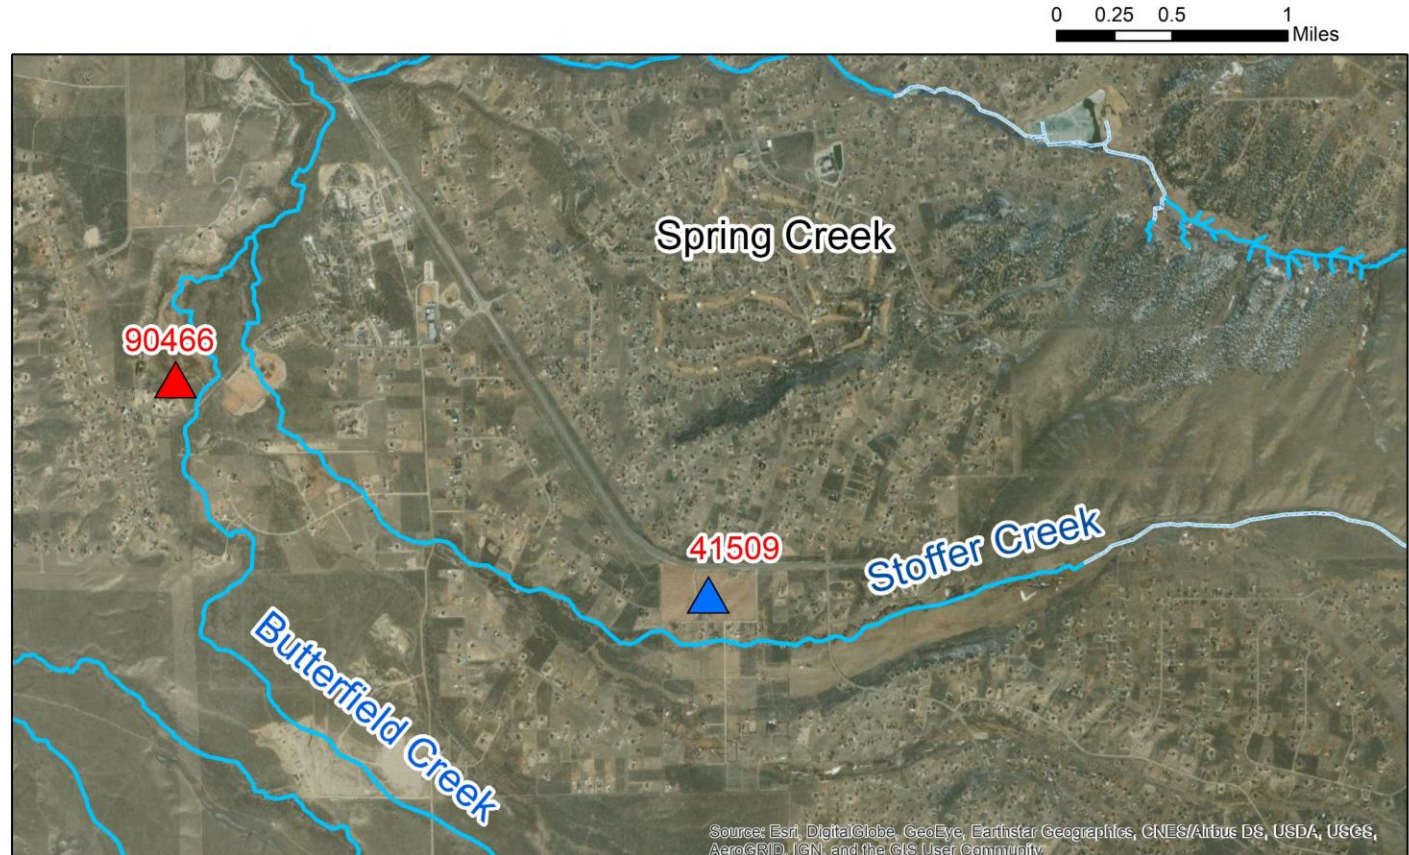 0 0.25 0.5 1
Miles
Spring Creek
90466
41509
Stoffer Creek
Butterfield Creek
Source: Esri, DigitalGlobe, GeoEye, Earthstar Geographics, CNES/Airbus DS, USDA, USGS,
AeroGRID, IGN, and the GIS User Community